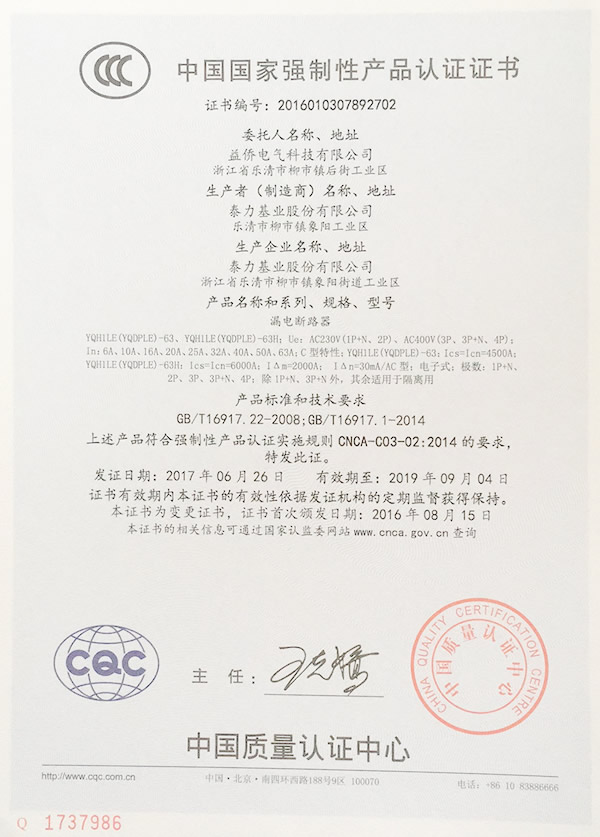 CCC
中国国家强制性产品认证证书
证书编号：2016010307892702
委托人名称、地址
益侨电气科技有限公司
浙江省乐清市柳市镇后街工业区
生产者（制造商）名称、地址
泰力基业股份有限公司
乐清市柳市镇象阳工业区
生产企业名称、地址
泰力基业股份有限公司
浙江省乐清市柳市镇象阳街道工业区
产品名称和系列、规格、型号
漏电断路器
YQH1LE(YQDPLE)-63、YQH1LE(YQDPLE)-63H；Ue：AC230V(1P+N、2P)、AC400V(3P、3P+N、4P)；
In：6A、10A、16A、20A、25A、32A、40A、50A、63A；C 型特性；YQH1LE(YQDPLE)-63：Ics=Icn=4500A；
YQH1LE(YQDPLE)-63H：Ics=Icn=6000A；IΔm=2000A； IΔn=30mA/AC 型；电子式；极数：1P+N、
2P、3P、3P+N、4P；除 1P+N、3P+N 外，其余适用于隔离用
产品标准和技术要求
GB/T16917.22-2008;GB/T16917.1-2014
上述产品符合强制性产品认证实施规则 CNCA-C03-02:2014 的要求，
特发此证。
发证日期：2017 年 06 月 26 日 有效期至：2019 年 09 月 04 日
证书有效期内本证书的有效性依据发证机构的定期监督获得保持。
本证书为变更证书，证书首次颁发日期：2016 年 08 月 15 日
本证书的相关信息可通过国家认监委网站 www.cnca.gov.cn 查询
CQC
主 任：
CHINA QUALITY CERTIFICATION CENTRE
中国质量认证中心
中国质量认证中心
http://www.cqc.com.cn
中国·北京·南四环西路188号9区 100070
电话：+86 10 83886666
Q 1737986